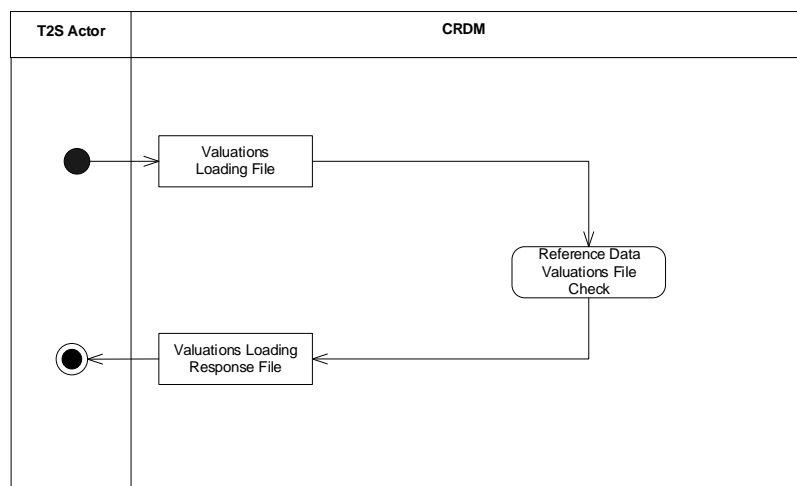 T2S Actor
CRDM
Valuations
Loading File
Reference Data
Valuations File
Check
Valuations Loading
Response File